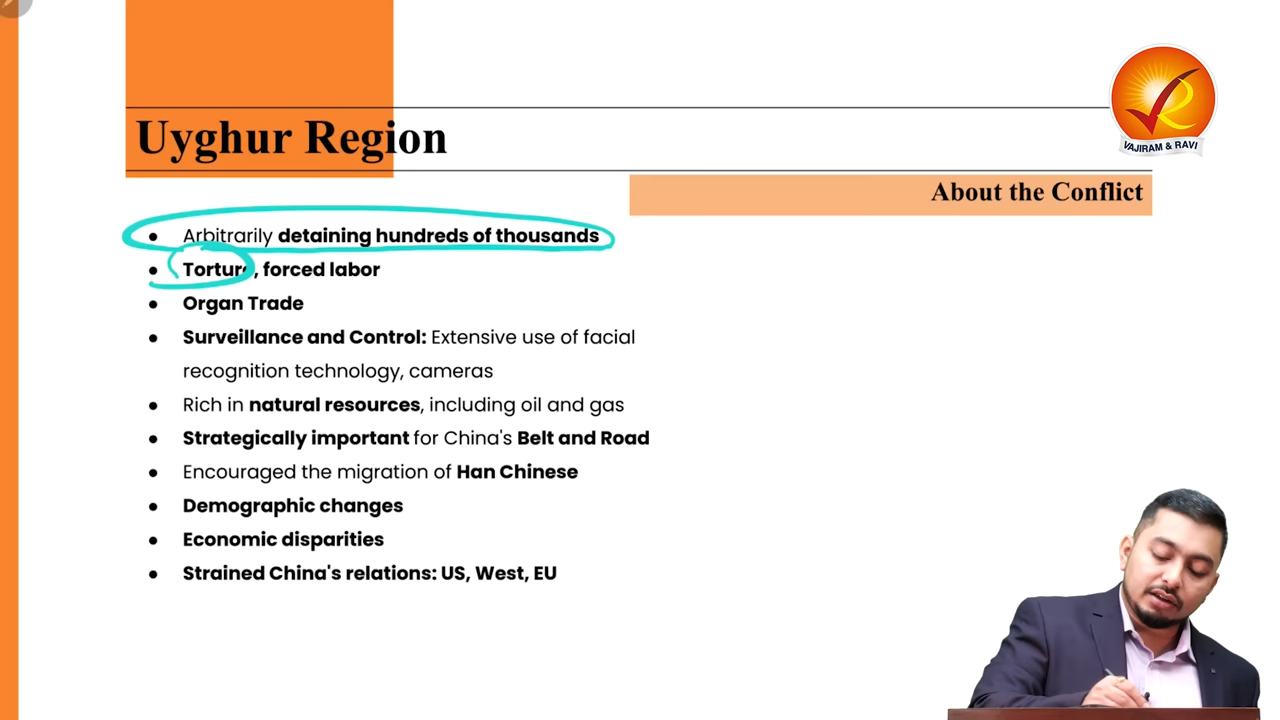 Uyghur Region
VAJIRAM & RAVI
About the Conflict
• Arbitrarily detaining hundreds of thousands
• Torture, forced labor
• Organ Trade
• Surveillance and Control: Extensive use of facial
recognition technology, cameras
• Rich in natural resources, including oil and gas
• Strategically important for China's Belt and Road
• Encouraged the migration of Han Chinese
• Demographic changes
• Economic disparities
• Strained China's relations: US, West, EU